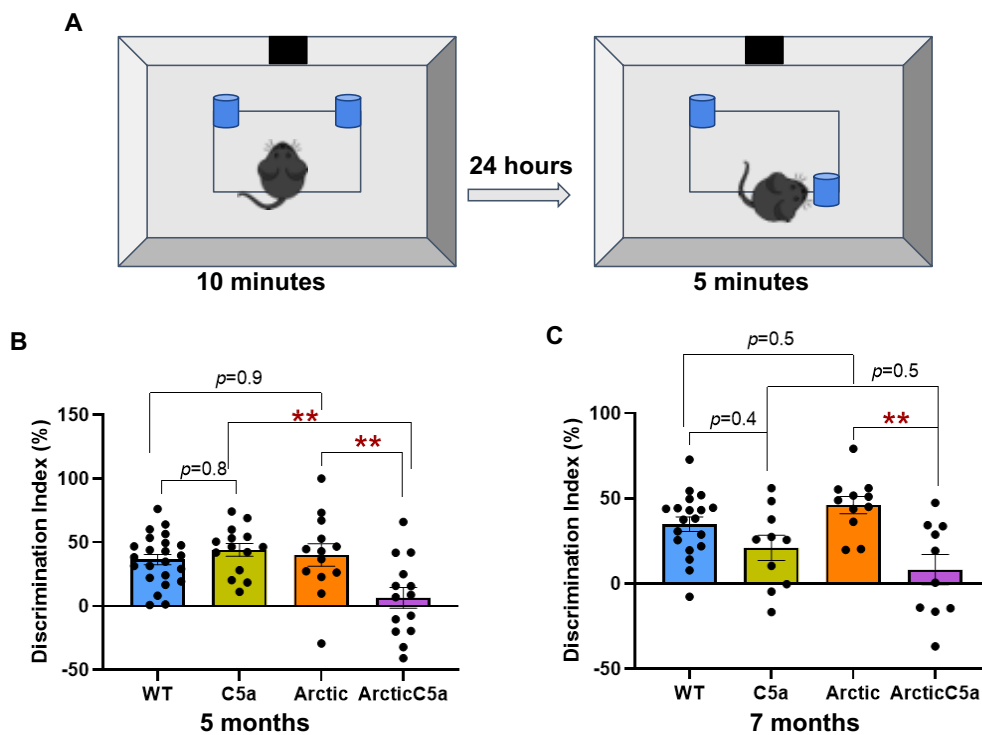 A
24 hours
10 minutes
5 minutes
B
p=0.9
**
**
p=0.8
Discrimination Index (%)
150
100
50
0
-50
WT
C5a
Arctic
ArcticC5a
5 months
C
p=0.5
p=0.5
p=0.4
**
Discrimination Index (%)
100
50
0
-50
WT
C5a
Arctic
ArcticC5a
7 months